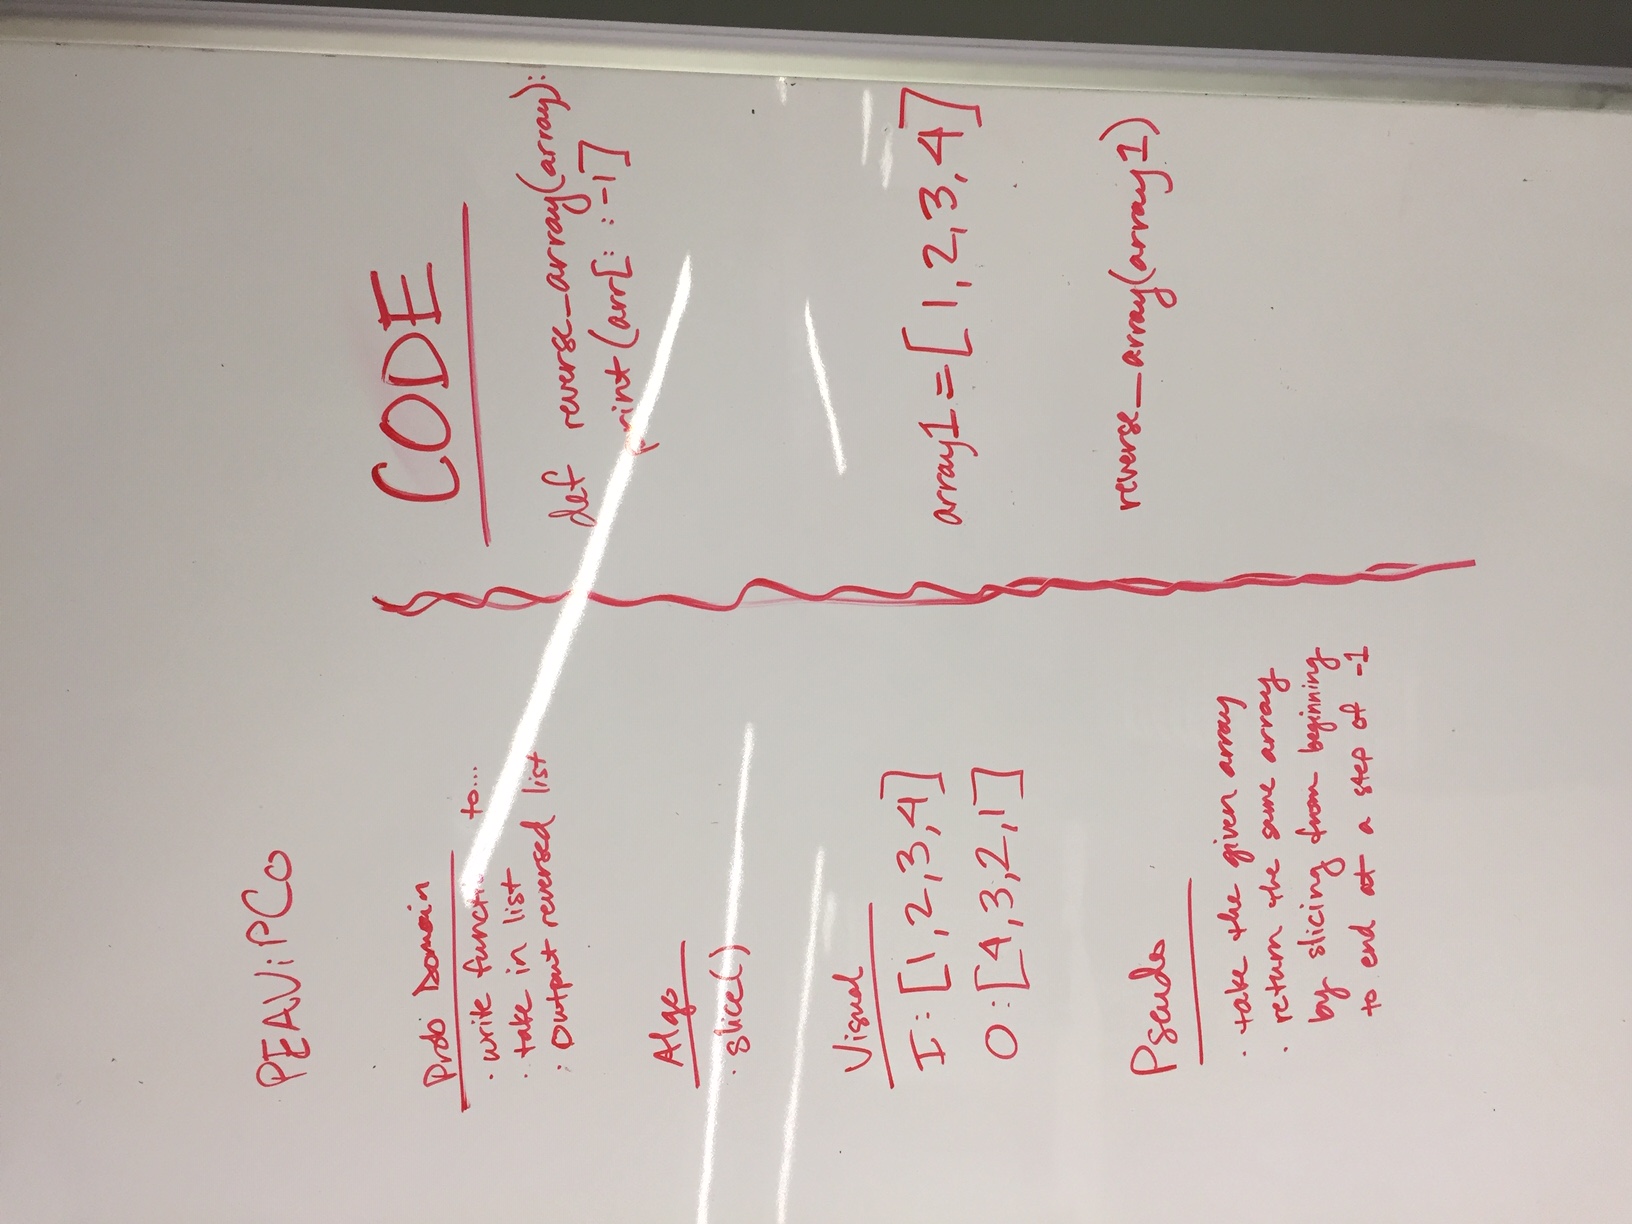 PEAViPCo
Prob Domain
· write function to...
· take in list
· Output reversed list
Algo
· slice()
Visual
I: [1,2,3,4]
O: [4,3,2,1]
Pseudo
· take the given array
· return the same array
by slicing from beginning
to end at a step of -1
CODE
def reverse_array(array):
print(arr[: :-1]
array1 = [1,2,3,4]
reverse_array(array1)